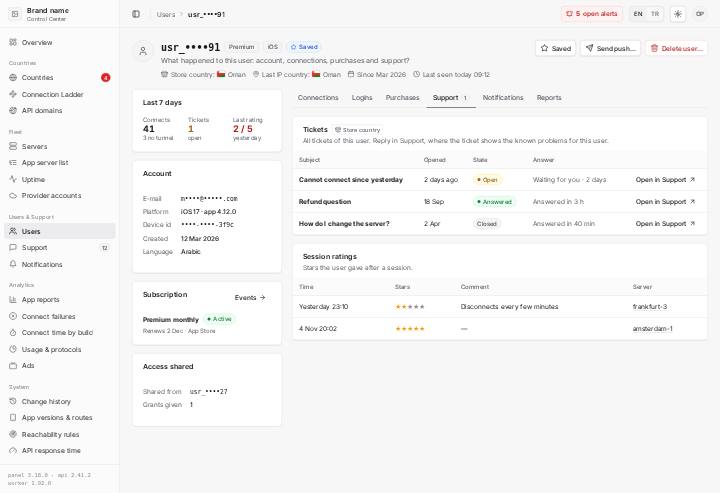 Brand name
Control Center
Users > usr_••••91
5 open alerts
EN TR
OP
Overview
Countries
Countries 4
Connection Ladder
API domains
Fleet
Servers
App server list
Uptime
Provider accounts
Users & Support
Users
Support 12
Notifications
Analytics
App reports
Connect failures
Connect time by build
Usage & protocols
Ads
System
Change history
App versions & routes
Reachability rules
API response time
panel 3.18.0 · api 2.41.2
worker 1.92.0
usr_••••91 Premium iOS Saved
What happened to this user: account, connections, purchases and support?
Store country: Oman Last IP country: Oman Since Mar 2026 Last seen today 09:12
Saved Send push... Delete user...
Last 7 days
Connects Tickets Last rating
41 1 2 / 5
3 no tunnel open yesterday
Account
E-mail m••••@•••••.com
Platform iOS 17 · app 4.12.0
Device id ••••-••••-3f9c
Created 12 Mar 2026
Language Arabic
Subscription Events →
Premium monthly Active
Renews 2 Dec · App Store
Access shared
Shared from usr_••••27
Grants given 1
Connections Logins Purchases Support 1 Notifications Reports
Tickets Store country
All tickets of this user. Reply in Support, where the ticket shows the known problems for this user.
Subject Opened State Answer
Cannot connect since yesterday 2 days ago Open Waiting for you · 2 days Open in Support ↗
Refund question 18 Sep Answered Answered in 3 h Open in Support ↗
How do I change the server? 2 Apr Closed Answered in 40 min Open in Support ↗
Session ratings
Stars the user gave after a session.
Time Stars Comment Server
Yesterday 23:10 ★★★★★ Disconnects every few minutes frankfurt-3
4 Nov 20:02 ★★★★★ — amsterdam-1